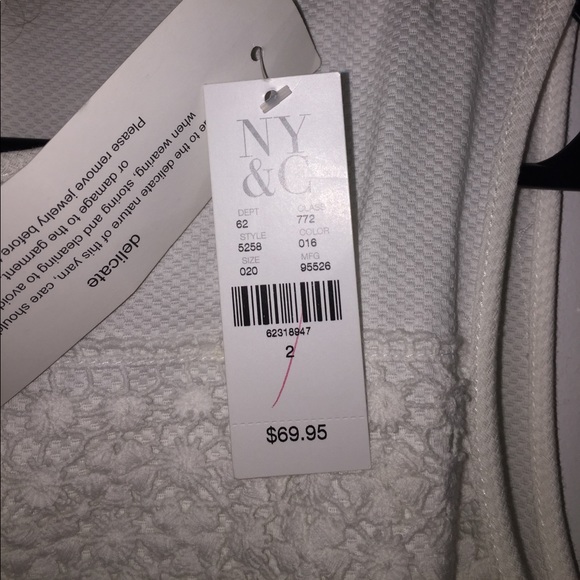 NY
&C
DEPT CLASS
62 772
STYLE COLOR
5258 016
SIZE MFG
020 95526
62318947
2
$69.95
delicate
to the delicate nature of this yarn, care
when wearing, storing and cleaning to avoid
or damage to the garment.
Please remove jewelry before